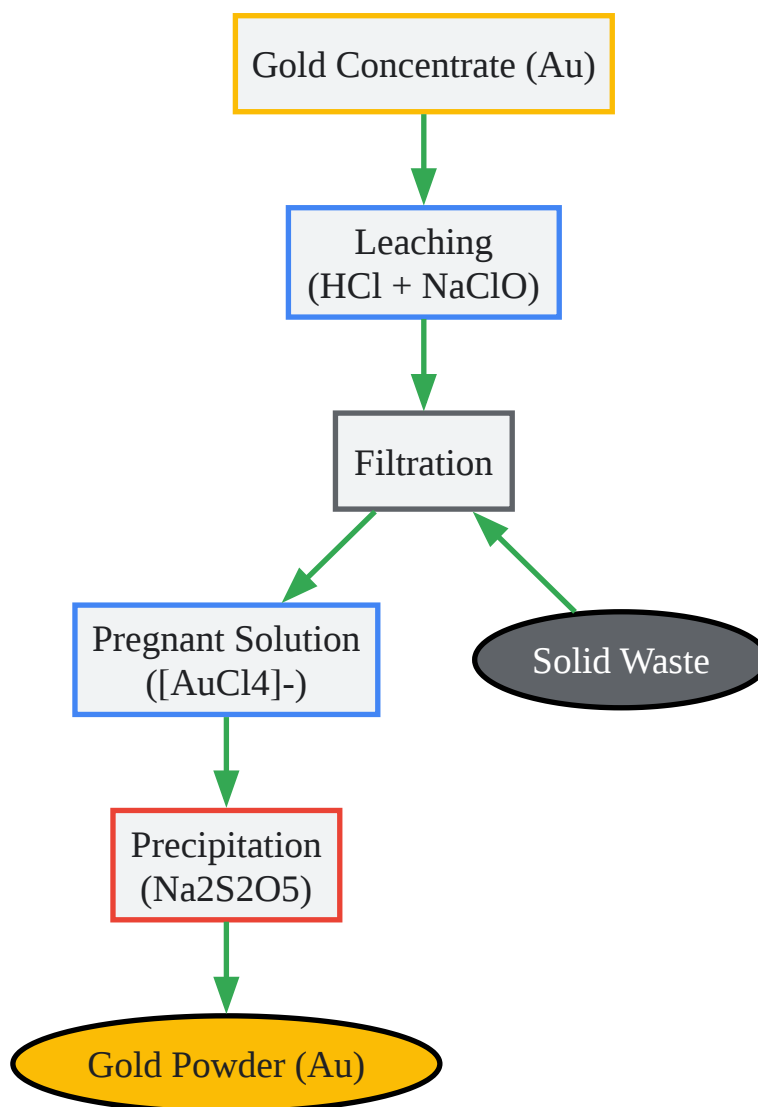 Gold Concentrate (Au)
Leaching
(HCl + NaClO)
Filtration
Pregnant Solution
([AuCl4]-)
Solid Waste
Precipitation
(Na2S2O5)
Gold Powder (Au)